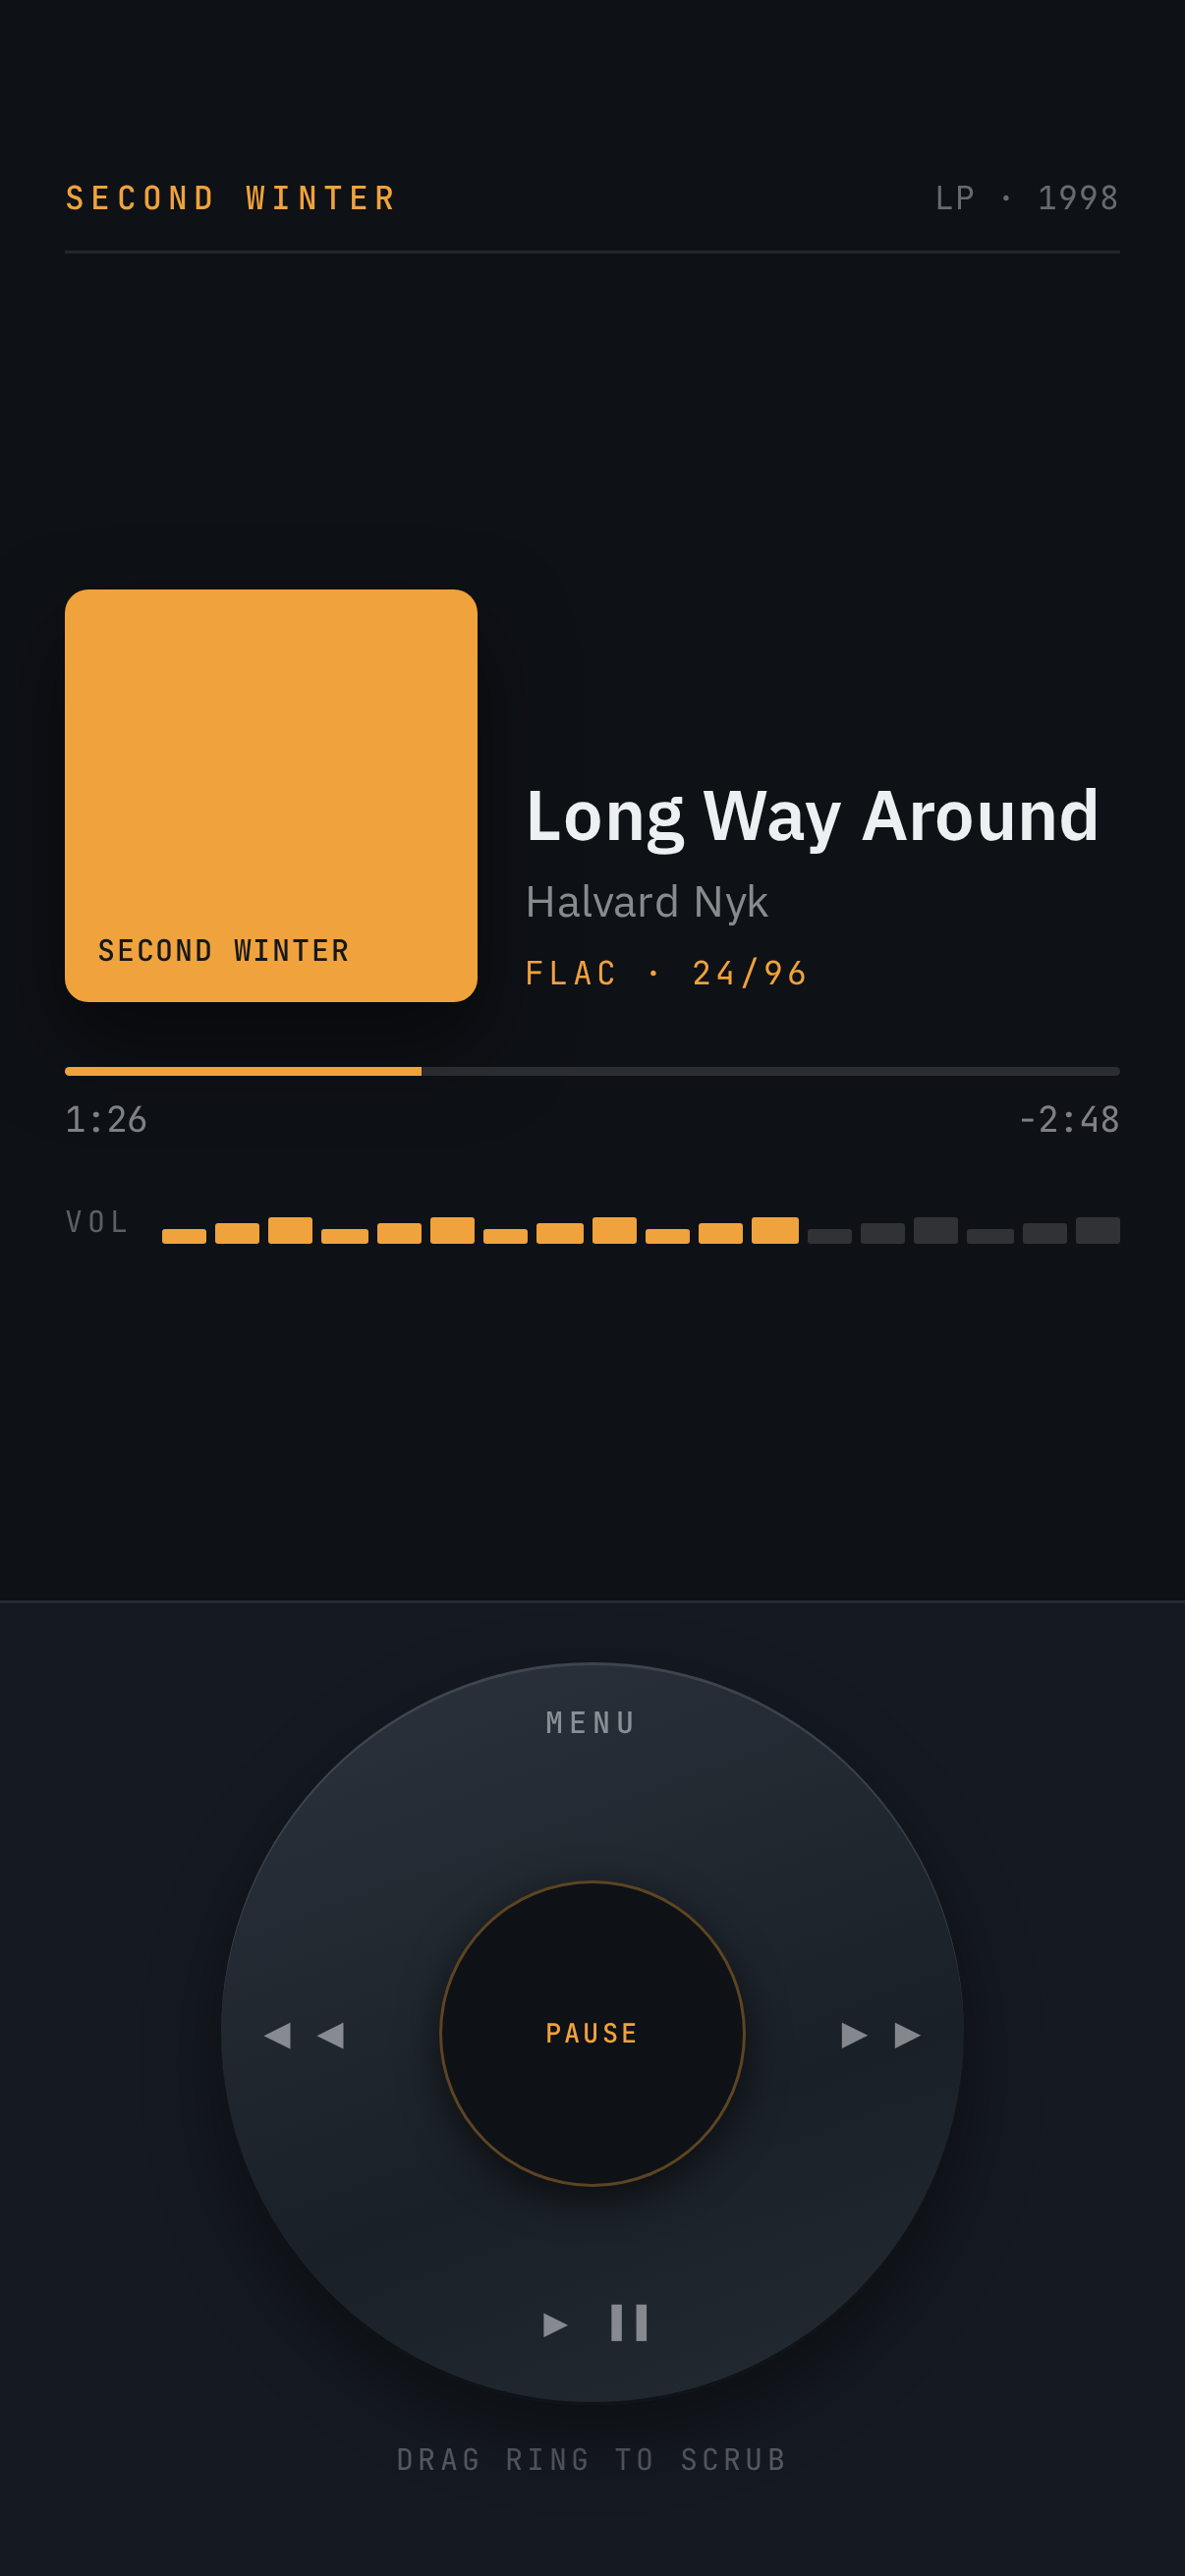 SECOND WINTER
LP · 1998
SECOND WINTER
Long Way Around
Halvard Nyk
FLAC · 24/96
1:26
-2:48
VOL
MENU
PAUSE
DRAG RING TO SCRUB